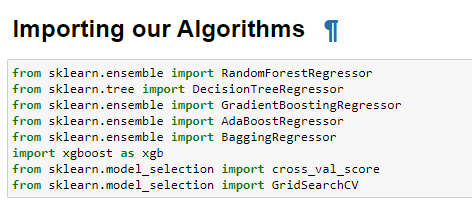 Importing our Algorithms ¶
from sklearn.ensemble import RandomForestRegressor
from sklearn.tree import DecisionTreeRegressor
from sklearn.ensemble import GradientBoostingRegressor
from sklearn.ensemble import AdaBoostRegressor
from sklearn.ensemble import BaggingRegressor
import xgboost as xgb
from sklearn.model_selection import cross_val_score
from sklearn.model_selection import GridSearchCV